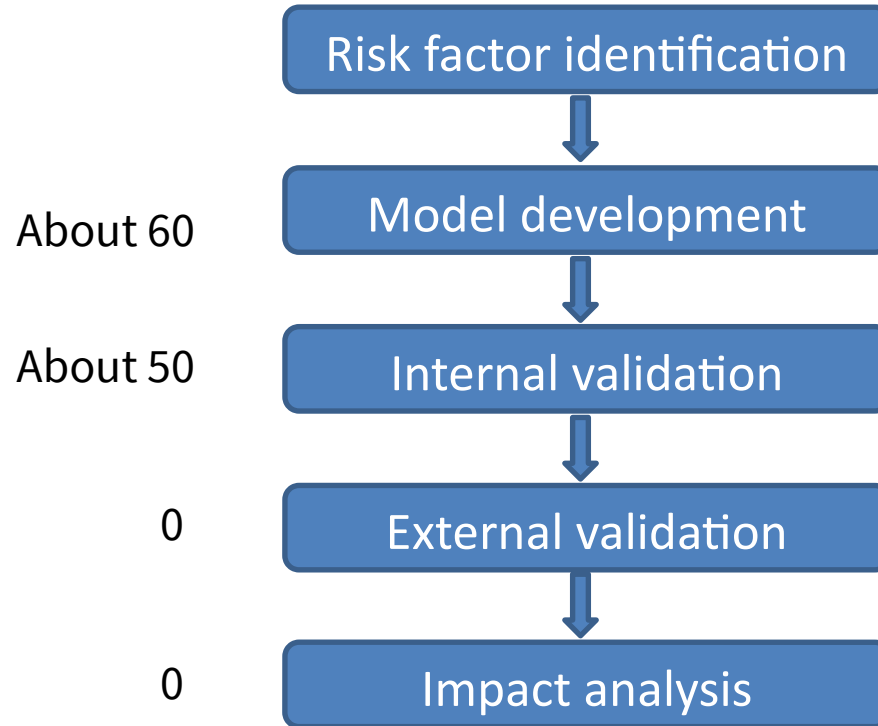 Risk factor identification
About 60
Model development
About 50
Internal validation
0
External validation
0
Impact analysis